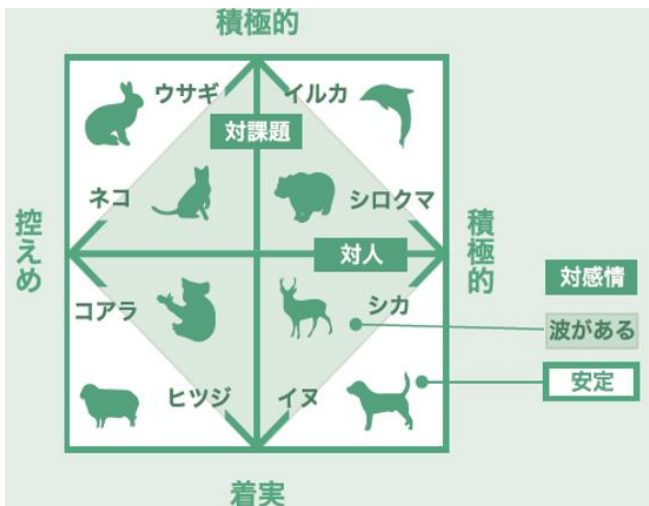 積極的
ウサギ
イルカ
対課題
ネコ
シロクマ
控えめ
対人
積極的
対感情
コアラ
シカ
波がある
ヒツジ
イヌ
安定
着実